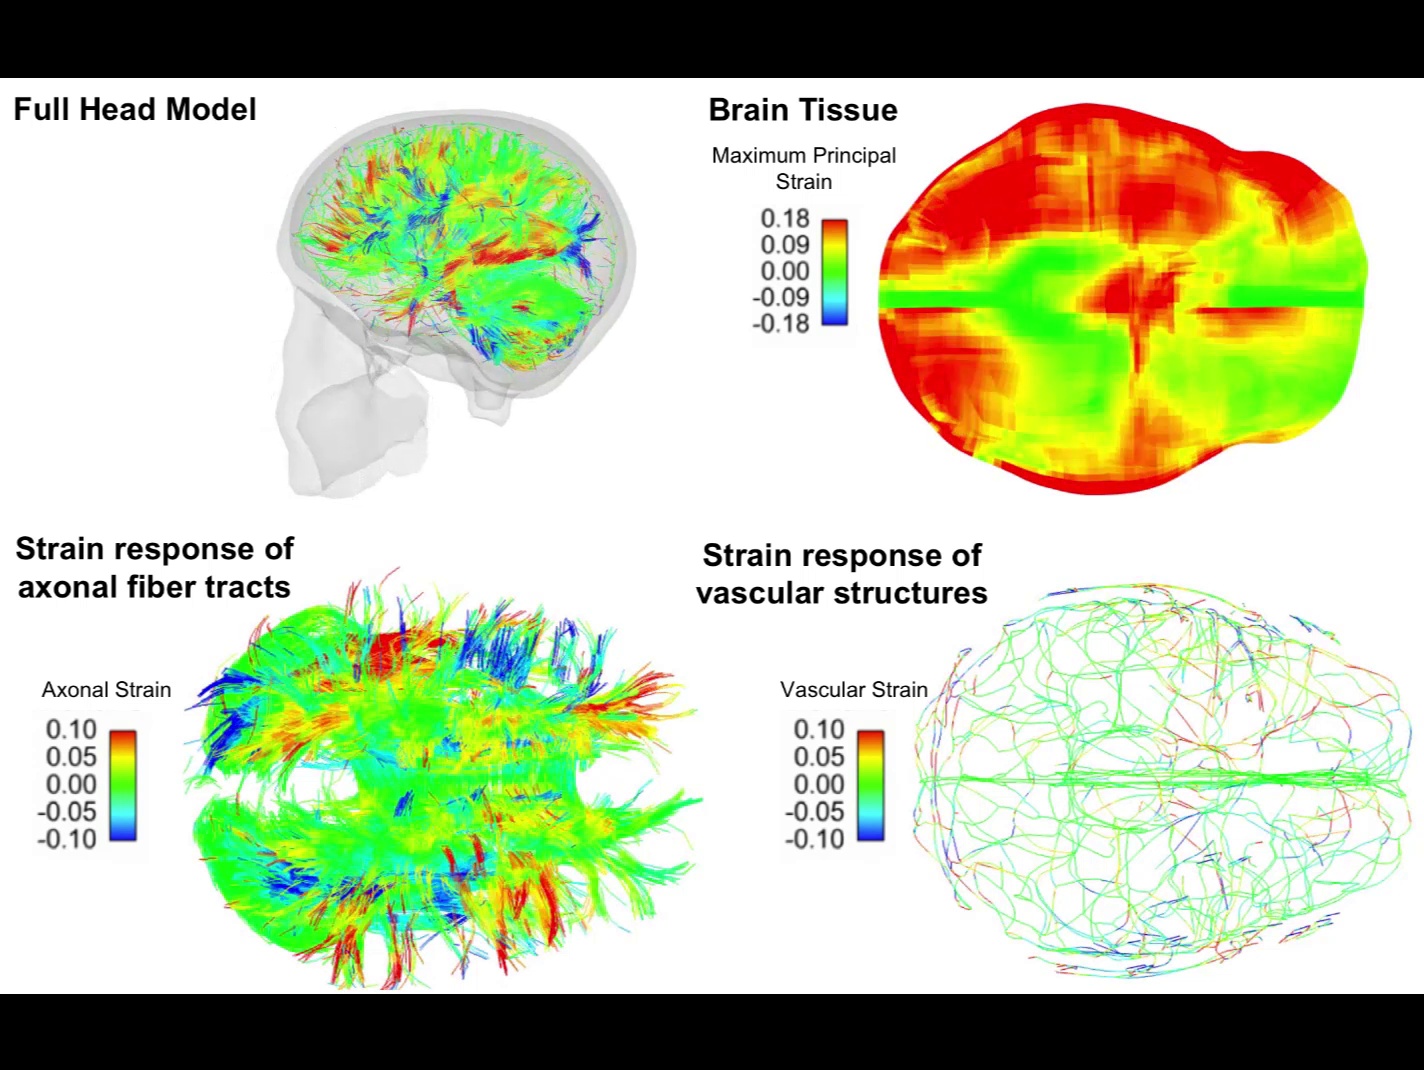 Full Head Model
Brain Tissue
Maximum Principal
Strain
0.18
0.09
0.00
-0.09
-0.18
Strain response of
axonal fiber tracts
Axonal Strain
0.10
0.05
0.00
-0.05
-0.10
Strain response of
vascular structures
Vascular Strain
0.10
0.05
0.00
-0.05
-0.10